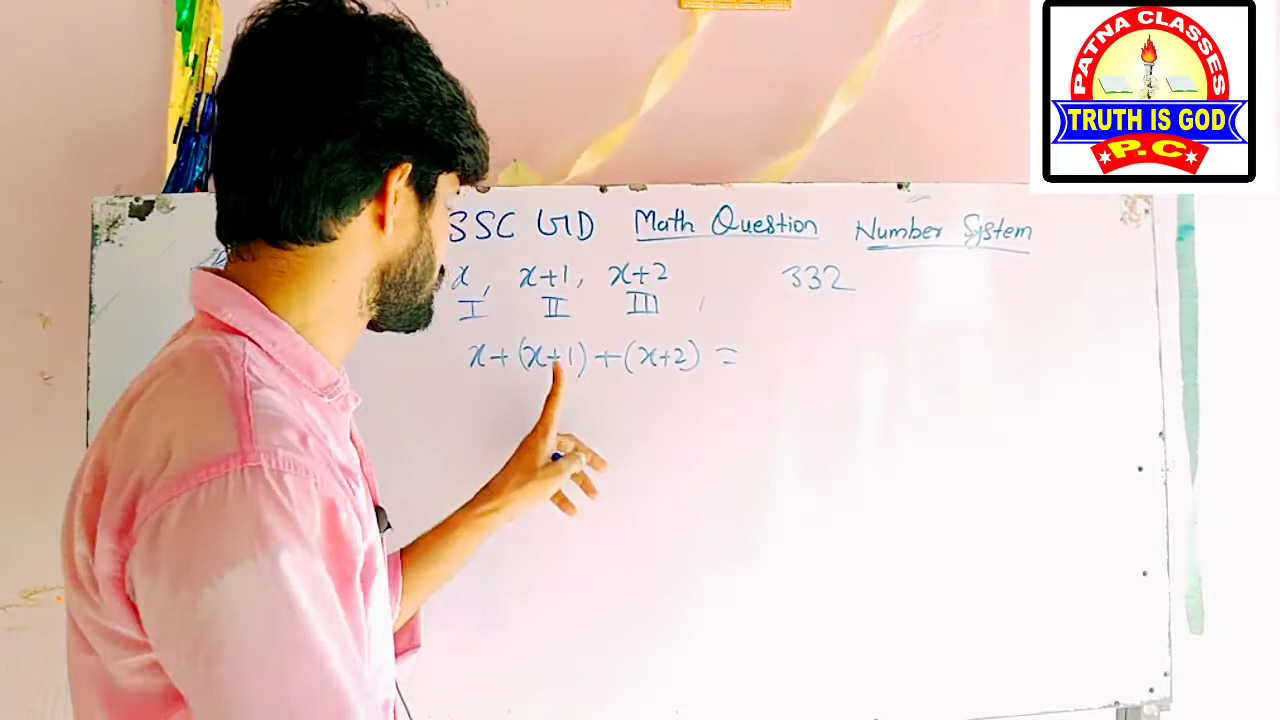 PATNA CLASSES
TRUTH IS GOD
P.C
SSC GD Math Question Number System
x, x+1, x+2 332
I II III
x+(x+1)+(x+2) =